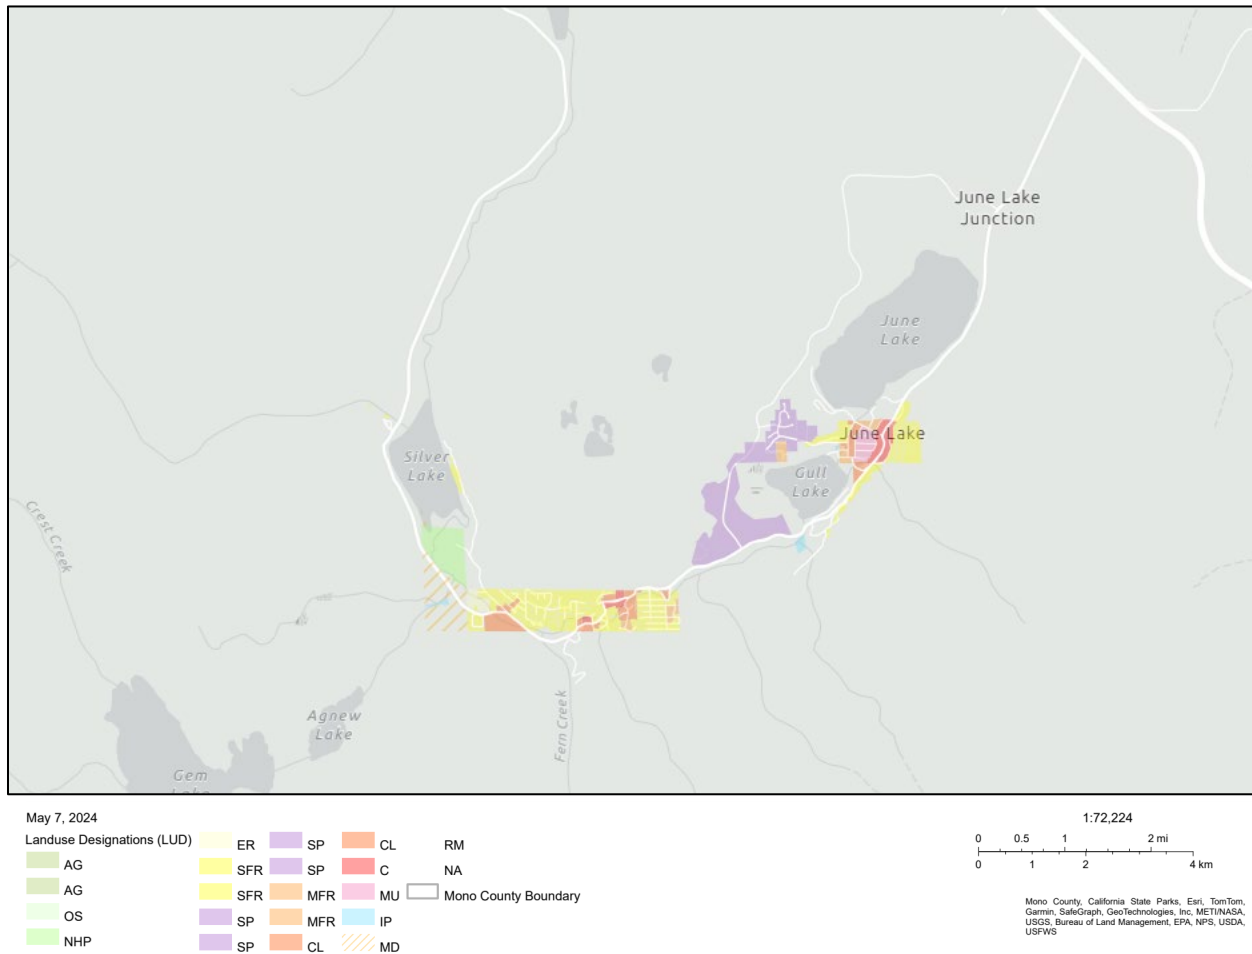 June Lake
Junction
June
Lake
June Lake
Silver
Lake
Gull
Lake
Crest Creek
Agnew
Lake
Fern Creek
Gem
Lake
May 7, 2024
Landuse Designations (LUD)
AG
AG
OS
NHP
ER
SFR
SFR
SP
SP
SP
SP
MFR
MFR
CL
CL
C
MU
IP
MD
RM
NA
Mono County Boundary
1:72,224
0 0.5 1 2 mi
0 1 2 4 km
Mono County, California State Parks, Esri, TomTom,
Garmin, SafeGraph, GeoTechnologies, Inc, METI/NASA,
USGS, Bureau of Land Management, EPA, NPS, USDA,
USFWS